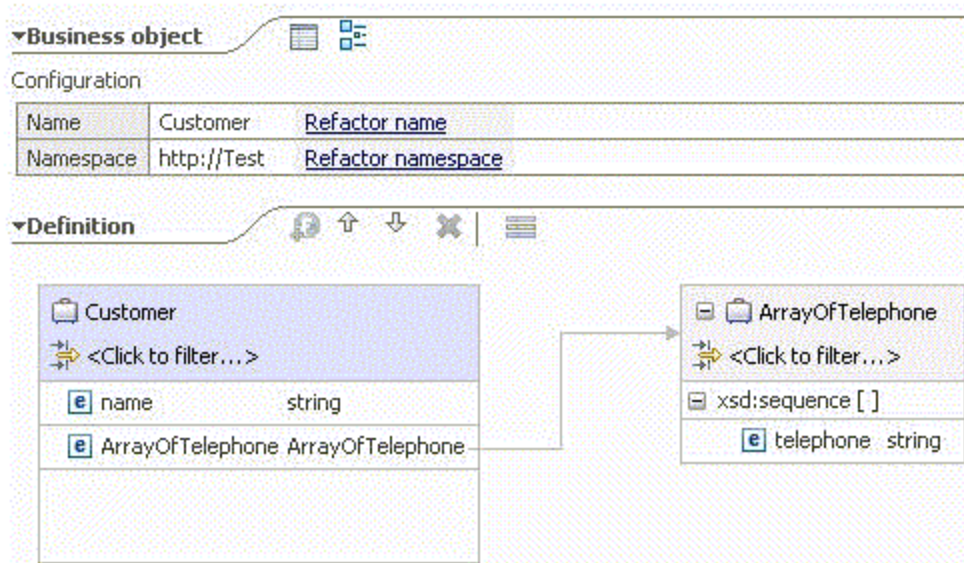 Business object
Configuration
Name Customer Refactor name
Namespace http://Test Refactor namespace
Definition
Customer
<Click to filter...>
name string
ArrayOfTelephone ArrayOfTelephone
ArrayOfTelephone
<Click to filter...>
xsd:sequence [ ]
e telephone string